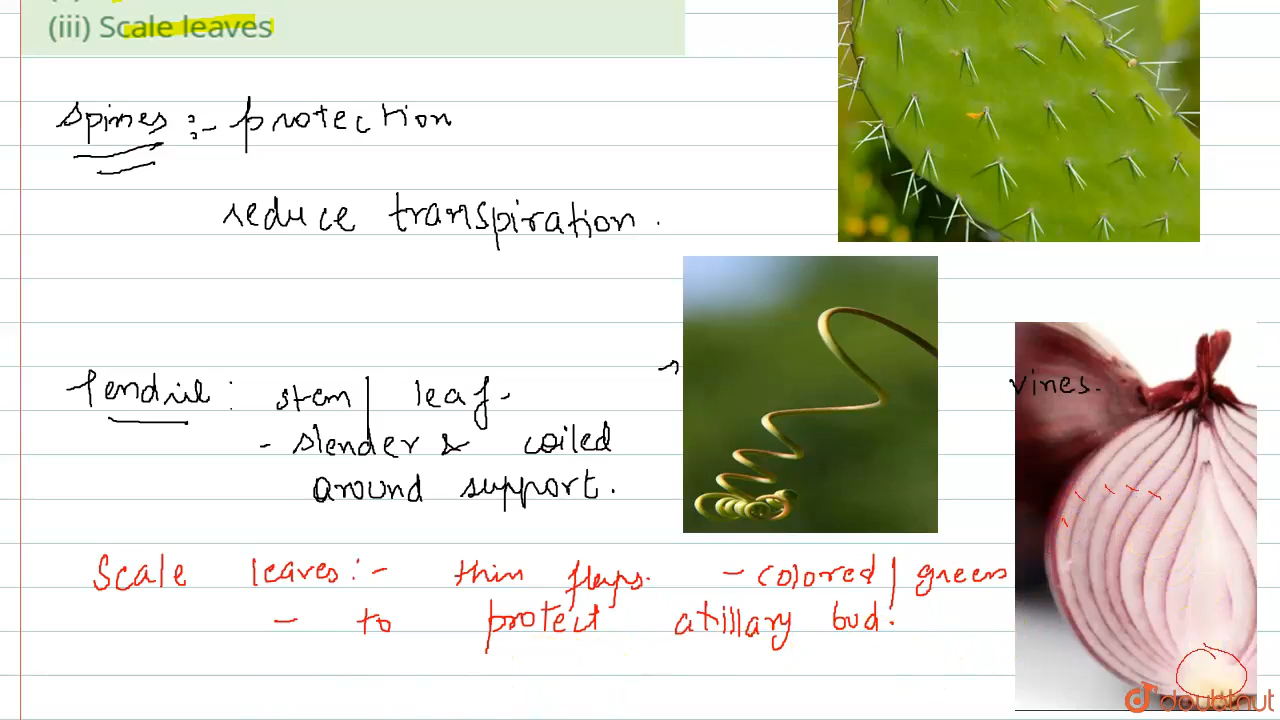 (iii) Scale leaves
Spines :- protection
reduce transpiration.
Tendril : stem / leaf -
vines.
- slender & coiled
around support.
Scale leaves :- thin flaps. - colored / green
- to protect axillary bud.
doubtnut